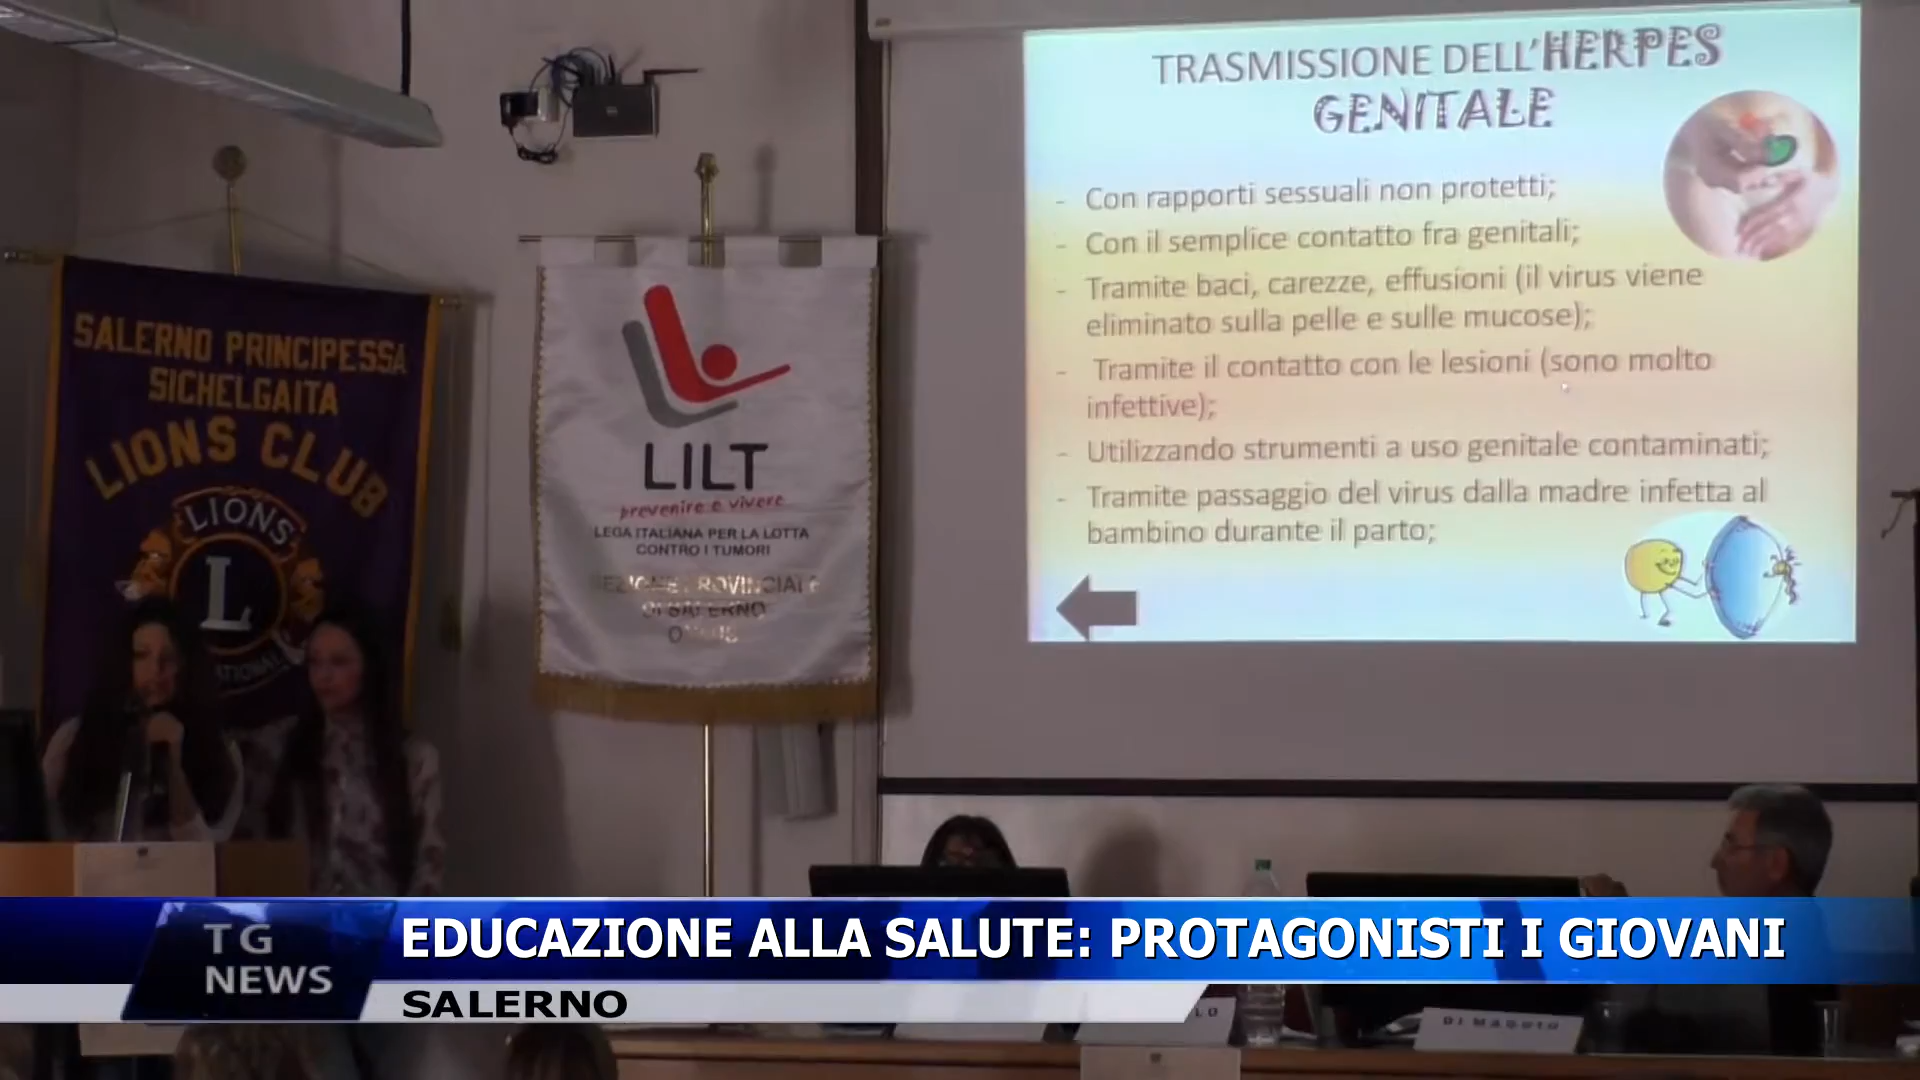 TRASMISSIONE DELL'HERPES
GENITALE
- Con rapporti sessuali non protetti;
- Con il semplice contatto fra genitali;
- Tramite baci, carezze, effusioni (il virus viene
eliminato sulla pelle e sulle mucose);
- Tramite il contatto con le lesioni (sono molto
infettive);
- Utilizzando strumenti a uso genitale contaminati;
- Tramite passaggio del virus dalla madre infetta al
bambino durante il parto;
SALERNO PRINCIPESSA
SICHELGAITA
LIONS CLUB
LIONS
L
LILT
prevenire è vivere
LEGA ITALIANA PER LA LOTTA
CONTRO I TUMORI
SEZIONE PROVINCIALE
DI SALERNO
TG
NEWS
EDUCAZIONE ALLA SALUTE: PROTAGONISTI I GIOVANI
SALERNO